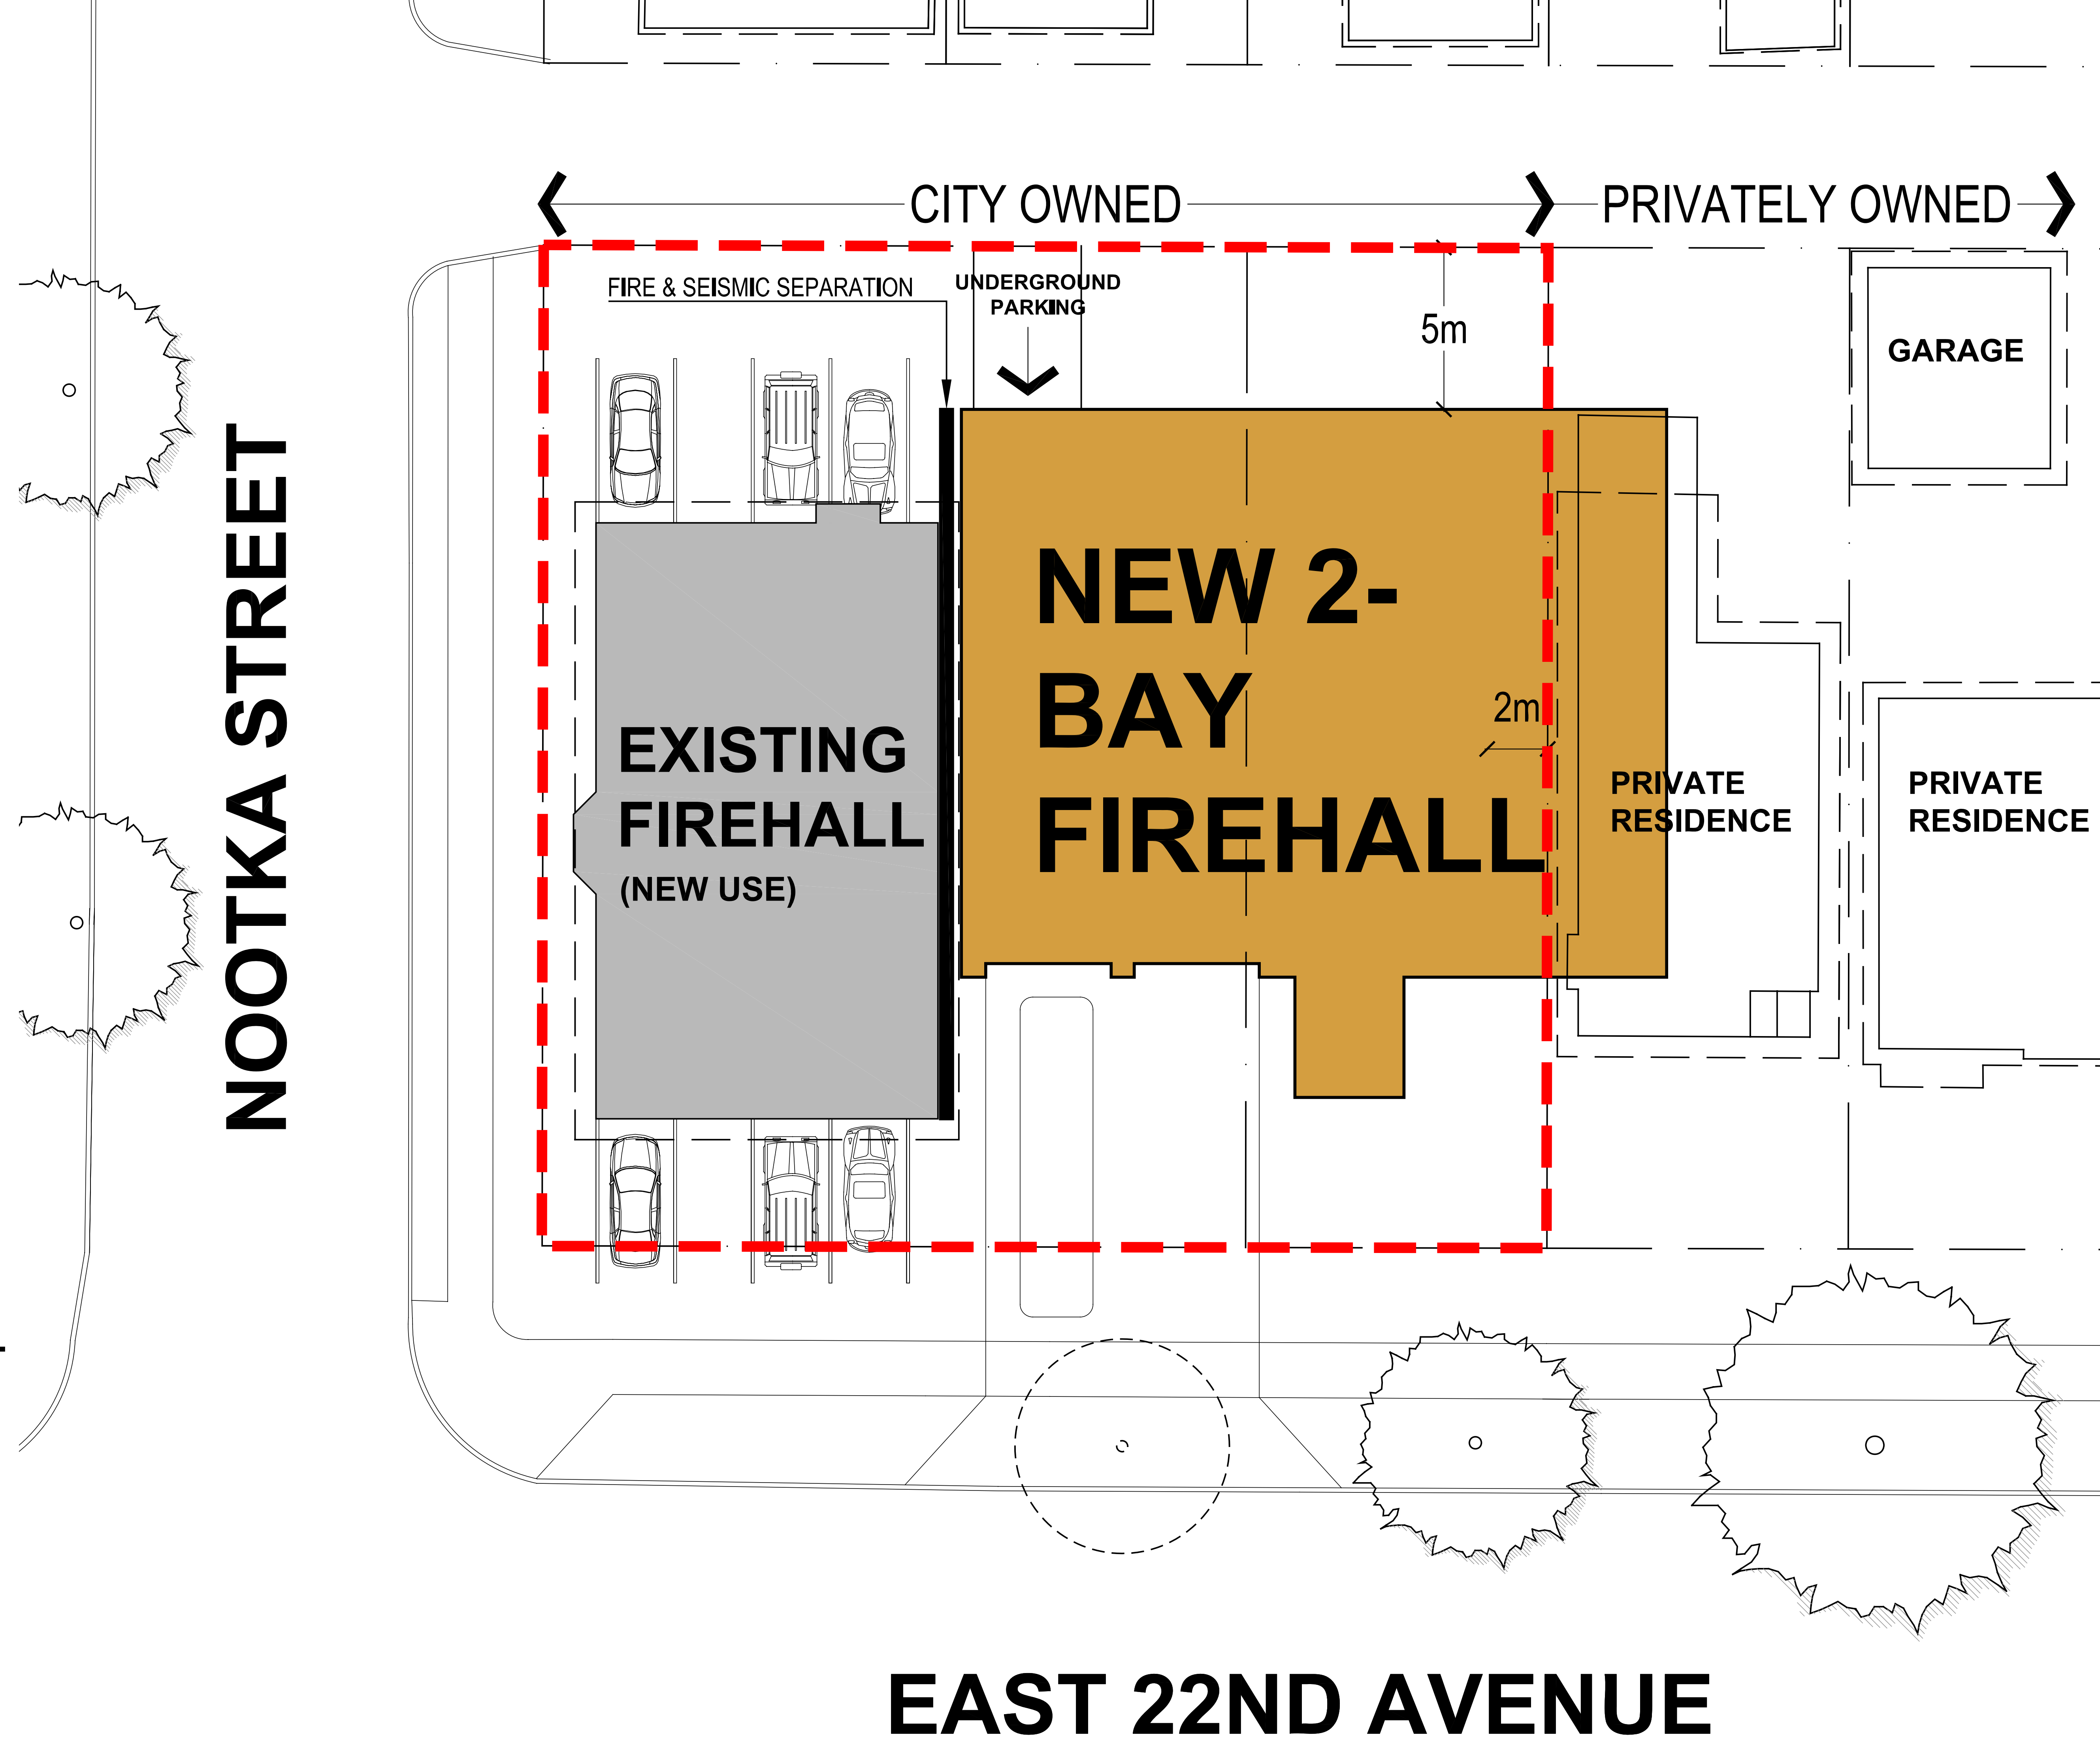 CITY OWNED
PRIVATELY OWNED
FIRE & SEISMIC SEPARATION
UNDERGROUND
PARKING
5m
GARAGE
NOOTKA STREET
NEW 2-
BAY
FIREHALL
2m
EXISTING
FIREHALL
(NEW USE)
PRIVATE
RESIDENCE
PRIVATE
RESIDENCE
EAST 22ND AVENUE